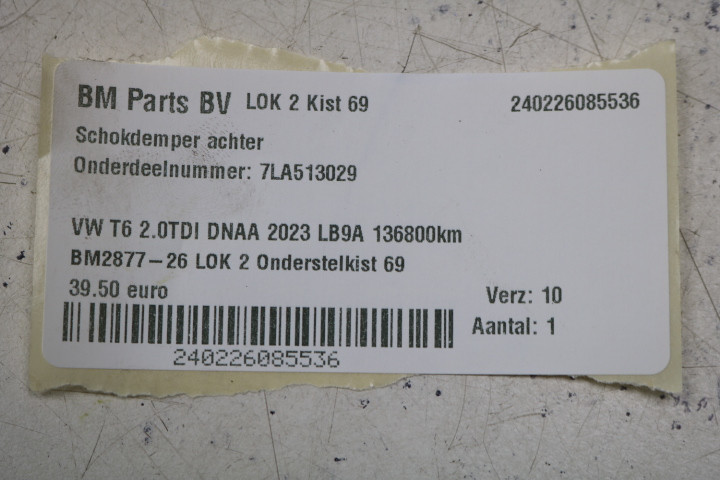 BM Parts BV LOK 2 Kist 69 240226085536
Schokdemper achter
Onderdeelnummer: 7LA513029
VW T6 2.0TDI DNAA 2023 LB9A 136800km
BM2877-26 LOK 2 Onderstelkist 69
39.50 euro Verz: 10
Aantal: 1
240226085536